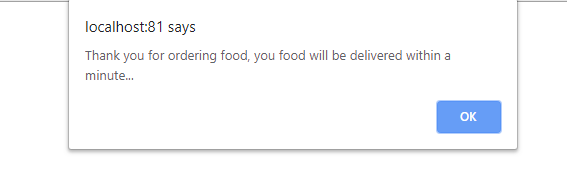 localhost:81 says
Thank you for ordering food, you food will be delivered within a
minute...
OK